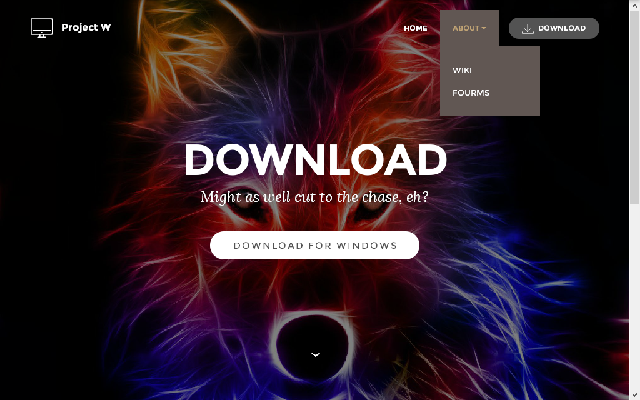 Project W
HOME
ABOUT
DOWNLOAD
WIKI
FOURMS
DOWNLOAD
Might as well cut to the chase, eh?
DOWNLOAD FOR WINDOWS